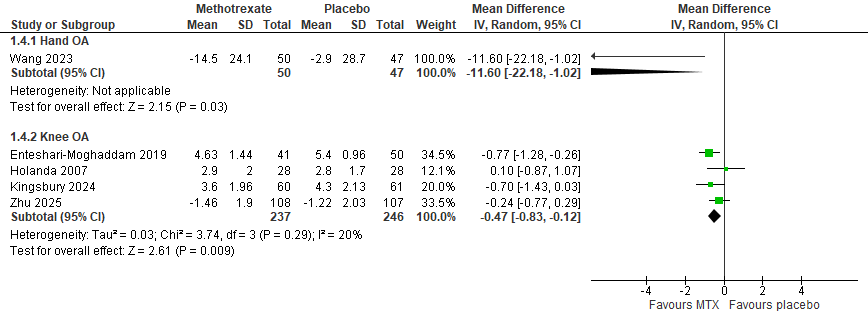 Methotrexate Placebo Mean Difference Mean Difference
Study or Subgroup Mean SD Total Mean SD Total Weight IV, Random, 95% CI IV, Random, 95% CI
1.4.1 Hand OA
Wang 2023 -14.5 24.1 50 -2.9 28.7 47 100.0% -11.60 [-22.18, -1.02]
Subtotal (95% CI) 50 47 100.0% -11.60 [-22.18, -1.02]
Heterogeneity: Not applicable
Test for overall effect: Z = 2.15 (P = 0.03)
1.4.2 Knee OA
Enteshari-Moghaddam 2019 4.63 1.44 41 5.4 0.96 50 34.5% -0.77 [-1.28, -0.26]
Holanda 2007 2.9 2 28 2.8 1.7 28 12.1% 0.10 [-0.87, 1.07]
Kingsbury 2024 3.6 1.96 60 4.3 2.13 61 20.0% -0.70 [-1.43, 0.03]
Zhu 2025 -1.46 1.9 108 -1.22 2.03 107 33.5% -0.24 [-0.77, 0.29]
Subtotal (95% CI) 237 246 100.0% -0.47 [-0.83, -0.12]
Heterogeneity: Tau² = 0.03; Chi² = 3.74, df = 3 (P = 0.29); I² = 20%
Test for overall effect: Z = 2.61 (P = 0.009)
-4 -2 0 2 4
Favours MTX Favours placebo